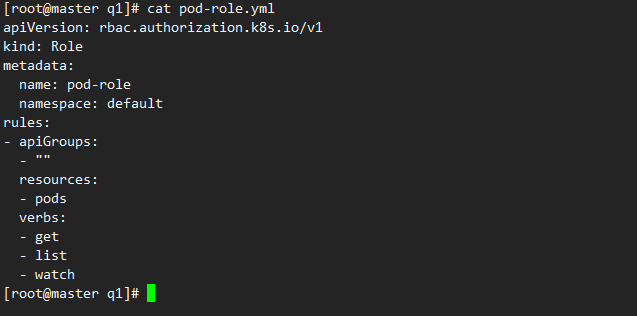 [root@master q1]# cat pod-role.yml
apiVersion: rbac.authorization.k8s.io/v1
kind: Role
metadata:
  name: pod-role
  namespace: default
rules:
- apiGroups:
  - ""
  resources:
  - pods
  verbs:
  - get
  - list
  - watch
[root@master q1]#